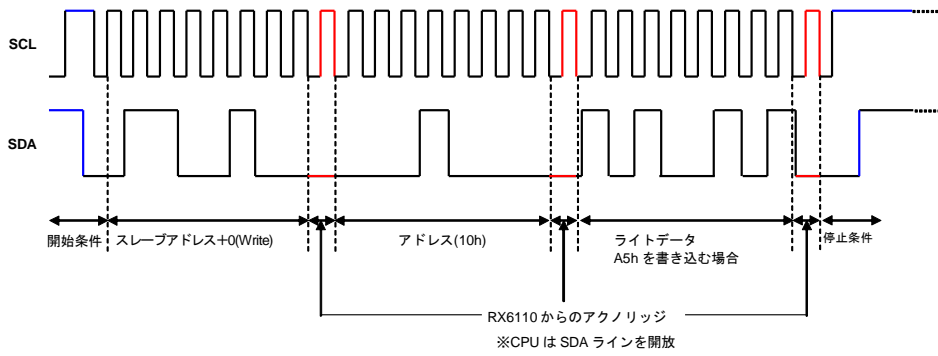 SCL
SDA
開始条件
スレーブアドレス+0(Write)
アドレス(10h)
ライトデータ
A5h を書き込む場合
停止条件
RX6110 からのアクノリッジ
※CPU は SDA ラインを開放